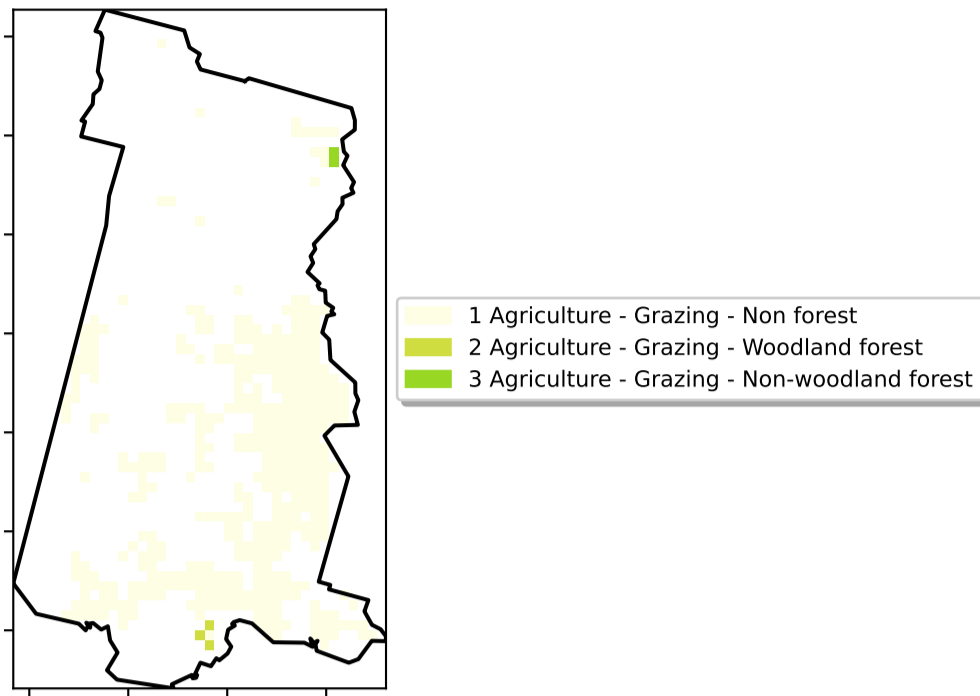 1 Agriculture - Grazing - Non forest
2 Agriculture - Grazing - Woodland forest
3 Agriculture - Grazing - Non-woodland forest